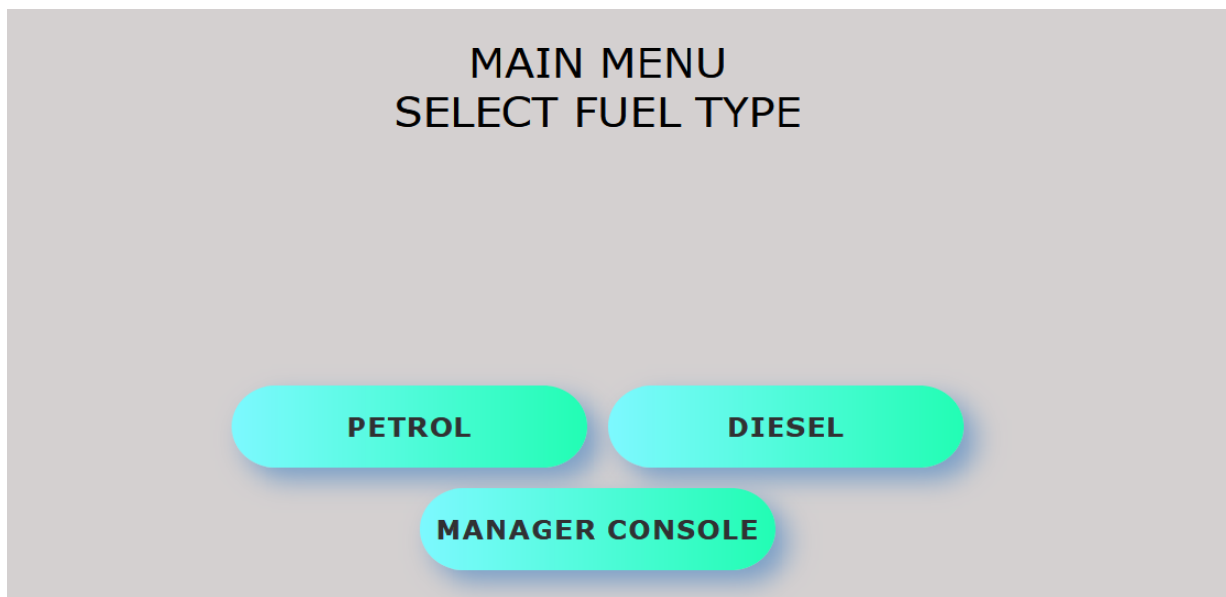 MAIN MENU
SELECT FUEL TYPE
PETROL
DIESEL
MANAGER CONSOLE